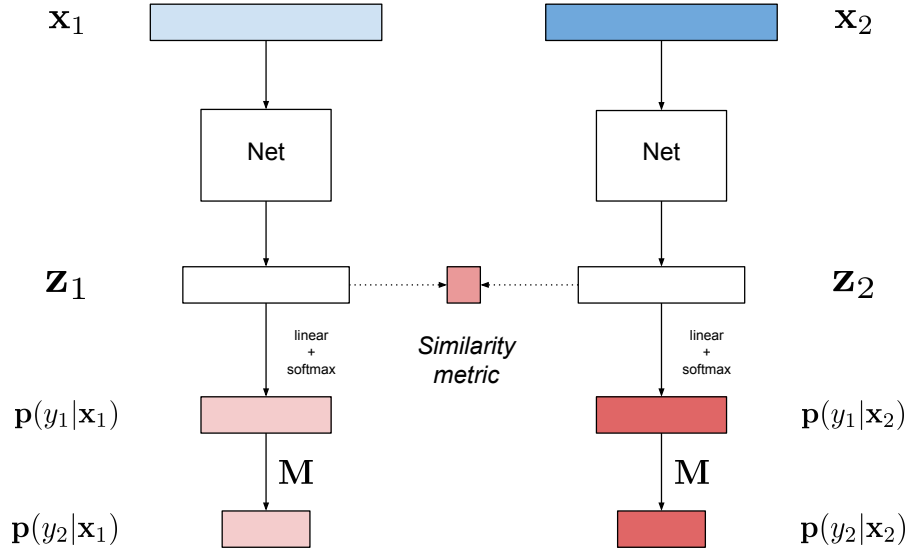 x₁ x₂
Net Net
z₁ z₂
linear
+
softmax
Similarity
metric
linear
+
softmax
p(y₁|x₁) p(y₁|x₂)
M M
p(y₂|x₁) p(y₂|x₂)